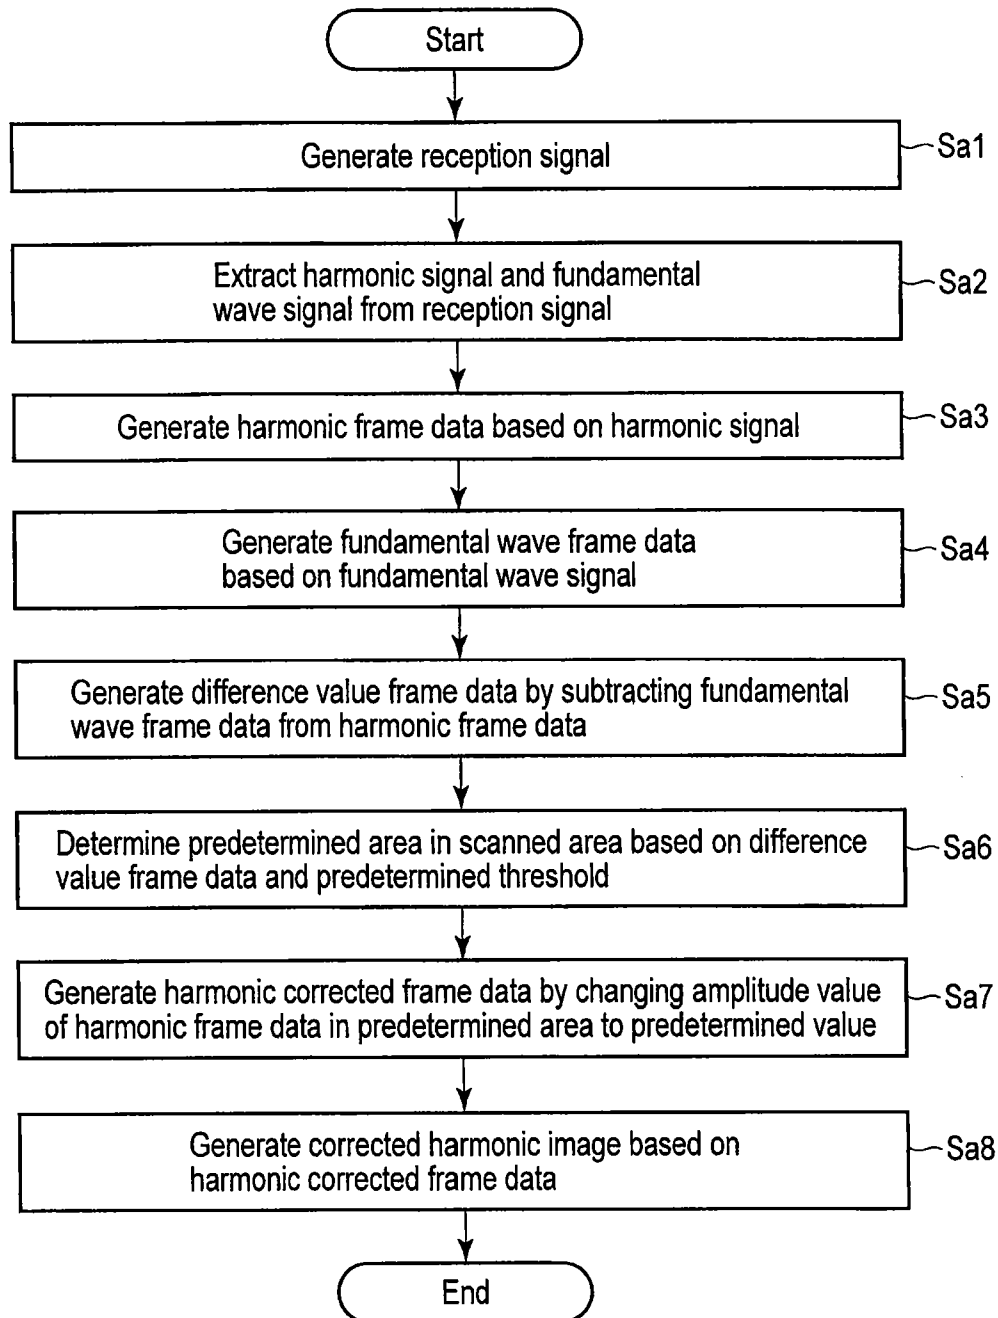 Start
Generate reception signal
Sa1
Extract harmonic signal and fundamental
wave signal from reception signal
Sa2
Generate harmonic frame data based on harmonic signal
Sa3
Generate fundamental wave frame data
based on fundamental wave signal
Sa4
Generate difference value frame data by subtracting fundamental
wave frame data from harmonic frame data
Sa5
Determine predetermined area in scanned area based on difference
value frame data and predetermined threshold
Sa6
Generate harmonic corrected frame data by changing amplitude value
of harmonic frame data in predetermined area to predetermined value
Sa7
Generate corrected harmonic image based on
harmonic corrected frame data
Sa8
End